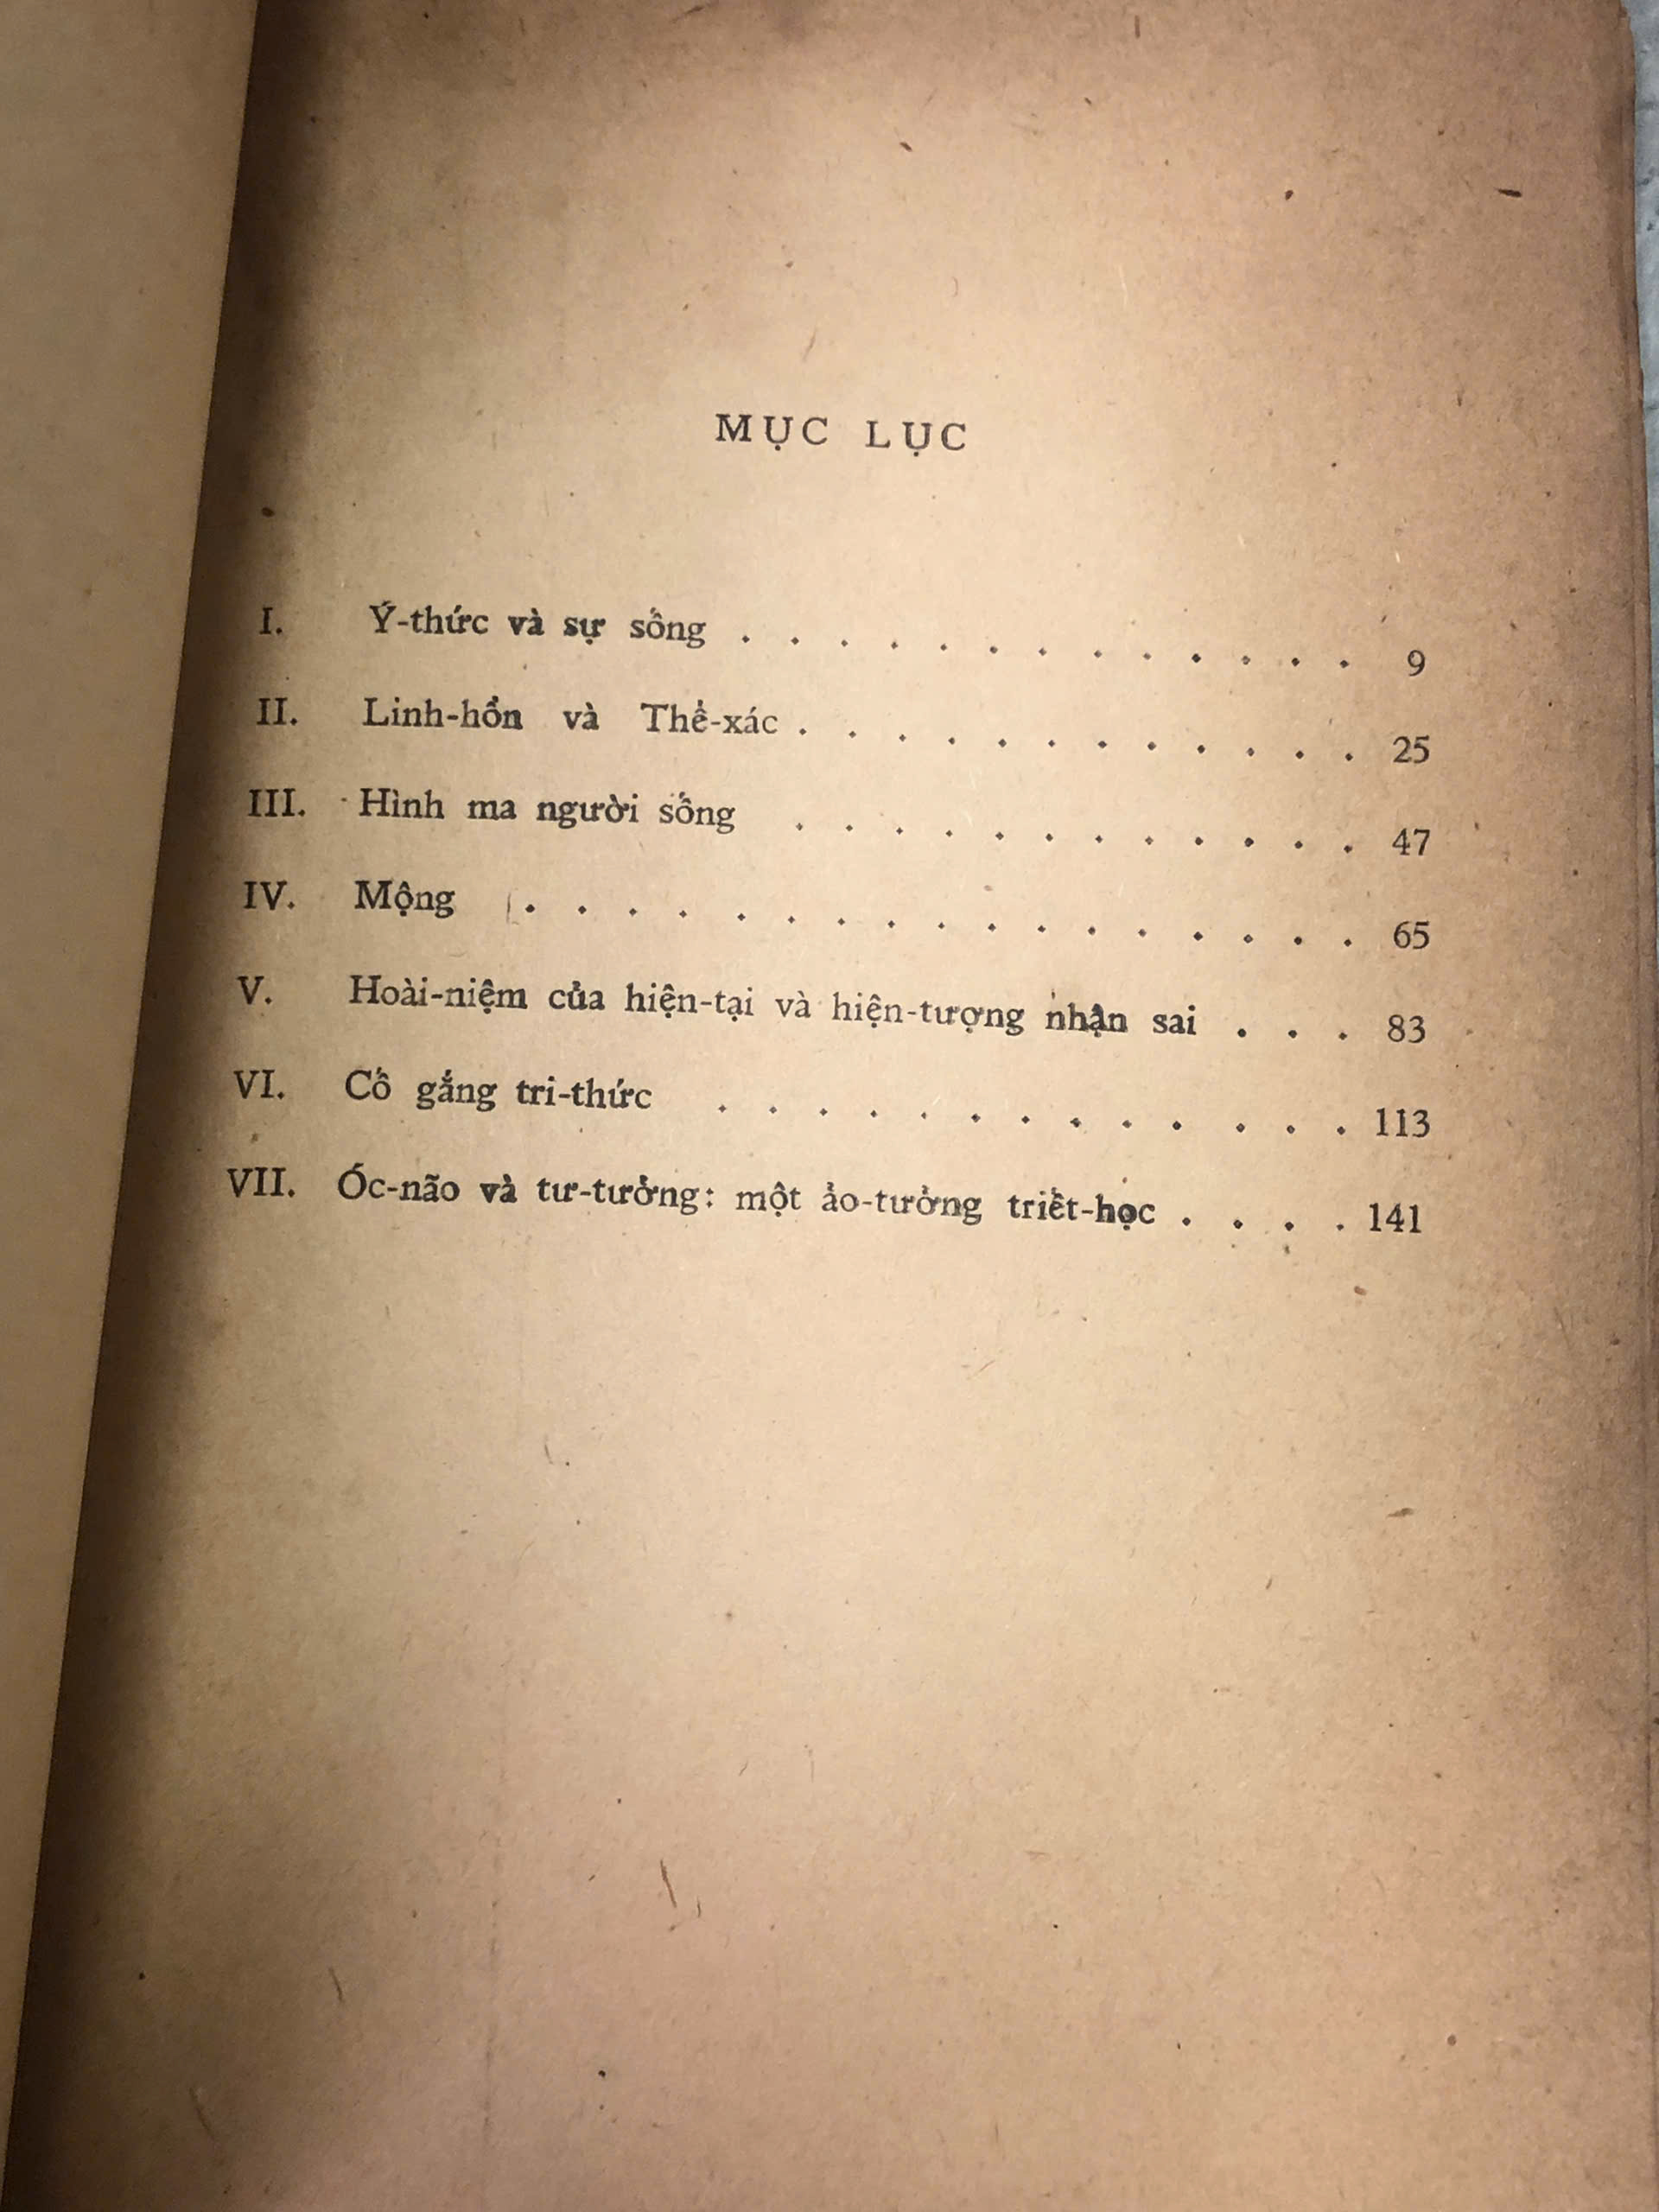 MỤC LỤC
I. Ý-thức và sự sống . . . . . . . . . . . . . 9
II. Linh-hồn và Thể-xác . . . . . . . . . . . . 25
III. Hình ma người sống . . . . . . . . . . . . 47
IV. Mộng . . . . . . . . . . . . . . . . . 65
V. Hoài-niệm của hiện-tại và hiện-tượng nhận sai . . . 83
VI. Cố gắng tri-thức . . . . . . . . . . . . . 113
VII. Óc-não và tư-tưởng: một ảo-tưởng triết-học . . . . 141